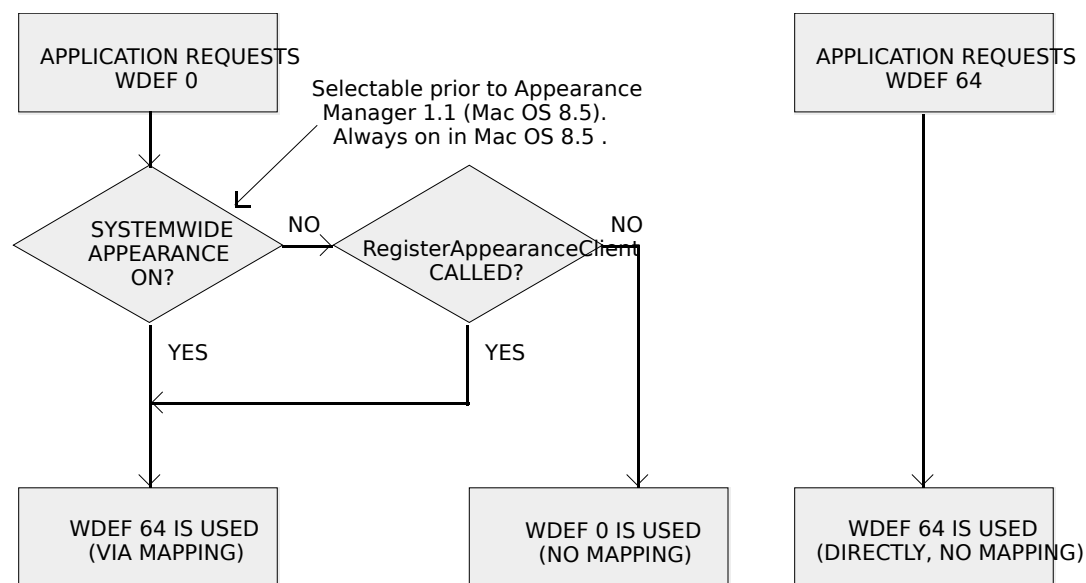 APPLICATION REQUESTS
WDEF 0
APPLICATION REQUESTS
WDEF 64
Selectable prior to Appearance
Manager 1.1 (Mac OS 8.5).
Always on in Mac OS 8.5 .
SYSTEMWIDE
APPEARANCE
ON?
NO
RegisterAppearanceClient
CALLED?
NO
YES
YES
WDEF 64 IS USED
(VIA MAPPING)
WDEF 0 IS USED
(NO MAPPING)
WDEF 64 IS USED
(DIRECTLY, NO MAPPING)